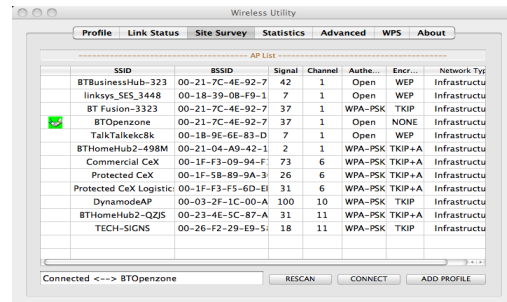 Wireless Utility
Profile Link Status Site Survey Statistics Advanced WPS About
AP List
SSID BSSID Signal Channel Authe... Encr... Network Typ
BTBusinessHub-323 00-21-7C-4E-92-7 42 1 Open WEP Infrastructu
linksys_SES_3448 00-18-39-0B-F9-1 7 1 Open WEP Infrastructu
BT Fusion-3323 00-21-7C-4E-92-7 37 1 WPA-PSK TKIP Infrastructu
BTOpenzone 00-21-7C-4E-92-7 37 1 Open NONE Infrastructu
TalkTalkekc8k 00-1B-9E-6E-83-D 7 1 Open WEP Infrastructu
BTHomeHub2-498M 00-21-04-A9-42-1 2 1 WPA-PSK TKIP+A Infrastructu
Commercial CeX 00-1F-F3-09-94-F 73 6 WPA-PSK TKIP+A Infrastructu
Protected CeX 00-1F-5B-89-9A-3 26 6 WPA-PSK TKIP+A Infrastructu
Protected CeX Logistic 00-1F-F3-F5-6D-E 31 6 WPA-PSK TKIP+A Infrastructu
DynamodeAP 00-03-2F-1C-00-A 100 10 WPA-PSK TKIP Infrastructu
BTHomeHub2-QZJS 00-23-4E-5C-87-A 31 11 WPA-PSK TKIP+A Infrastructu
TECH-SIGNS 00-26-F2-29-E9-5 18 11 WPA-PSK TKIP Infrastructu
Connected <--> BTOpenzone RESCAN CONNECT ADD PROFILE